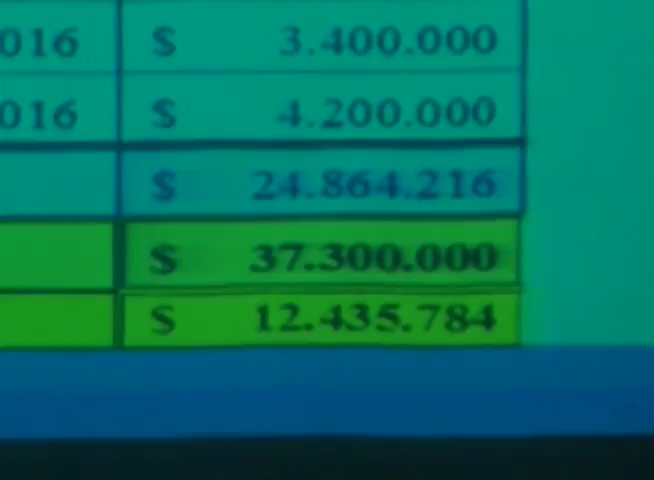 016 $ 3.400.000
016 $ 4.200.000
$ 24.864.216
$ 37.300.000
$ 12.435.784